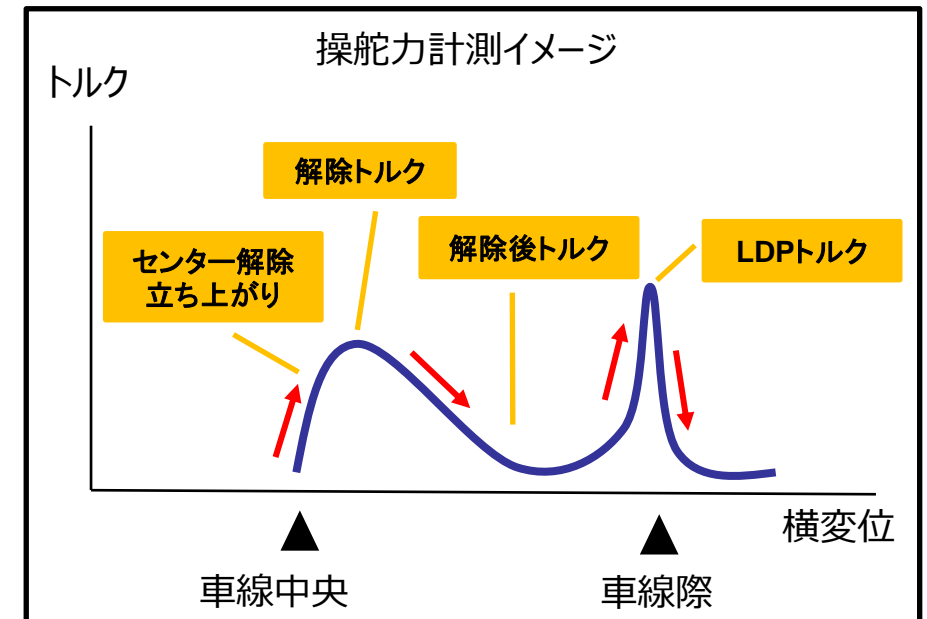 操舵力計測イメージ
トルク
解除トルク
センター解除
立ち上がり
解除後トルク
LDPトルク
横変位
▲
▲
車線中央
車線際